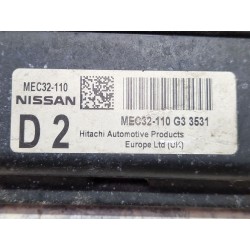 MEC32-110
NISSAN
D 2
MEC32-110 G3 3531
Hitachi Automotive Products
Europe Ltd (UK)